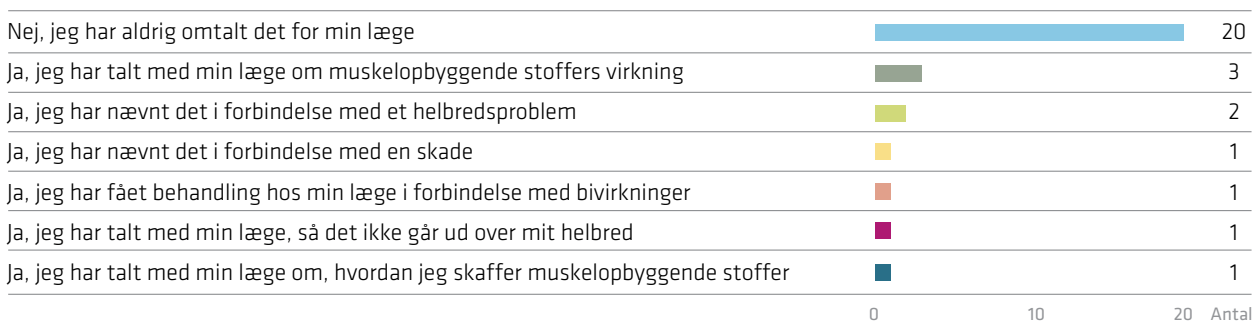 Nej, jeg har aldrig omtalt det for min læge 20
Ja, jeg har talt med min læge om muskelopbyggende stoffers virkning 3
Ja, jeg har nævnt det i forbindelse med et helbredsproblem 2
Ja, jeg har nævnt det i forbindelse med en skade 1
Ja, jeg har fået behandling hos min læge i forbindelse med bivirkninger 1
Ja, jeg har talt med min læge, så det ikke går ud over mit helbred 1
Ja, jeg har talt med min læge om, hvordan jeg skaffer muskelopbyggende stoffer 1
0 10 20 Antal